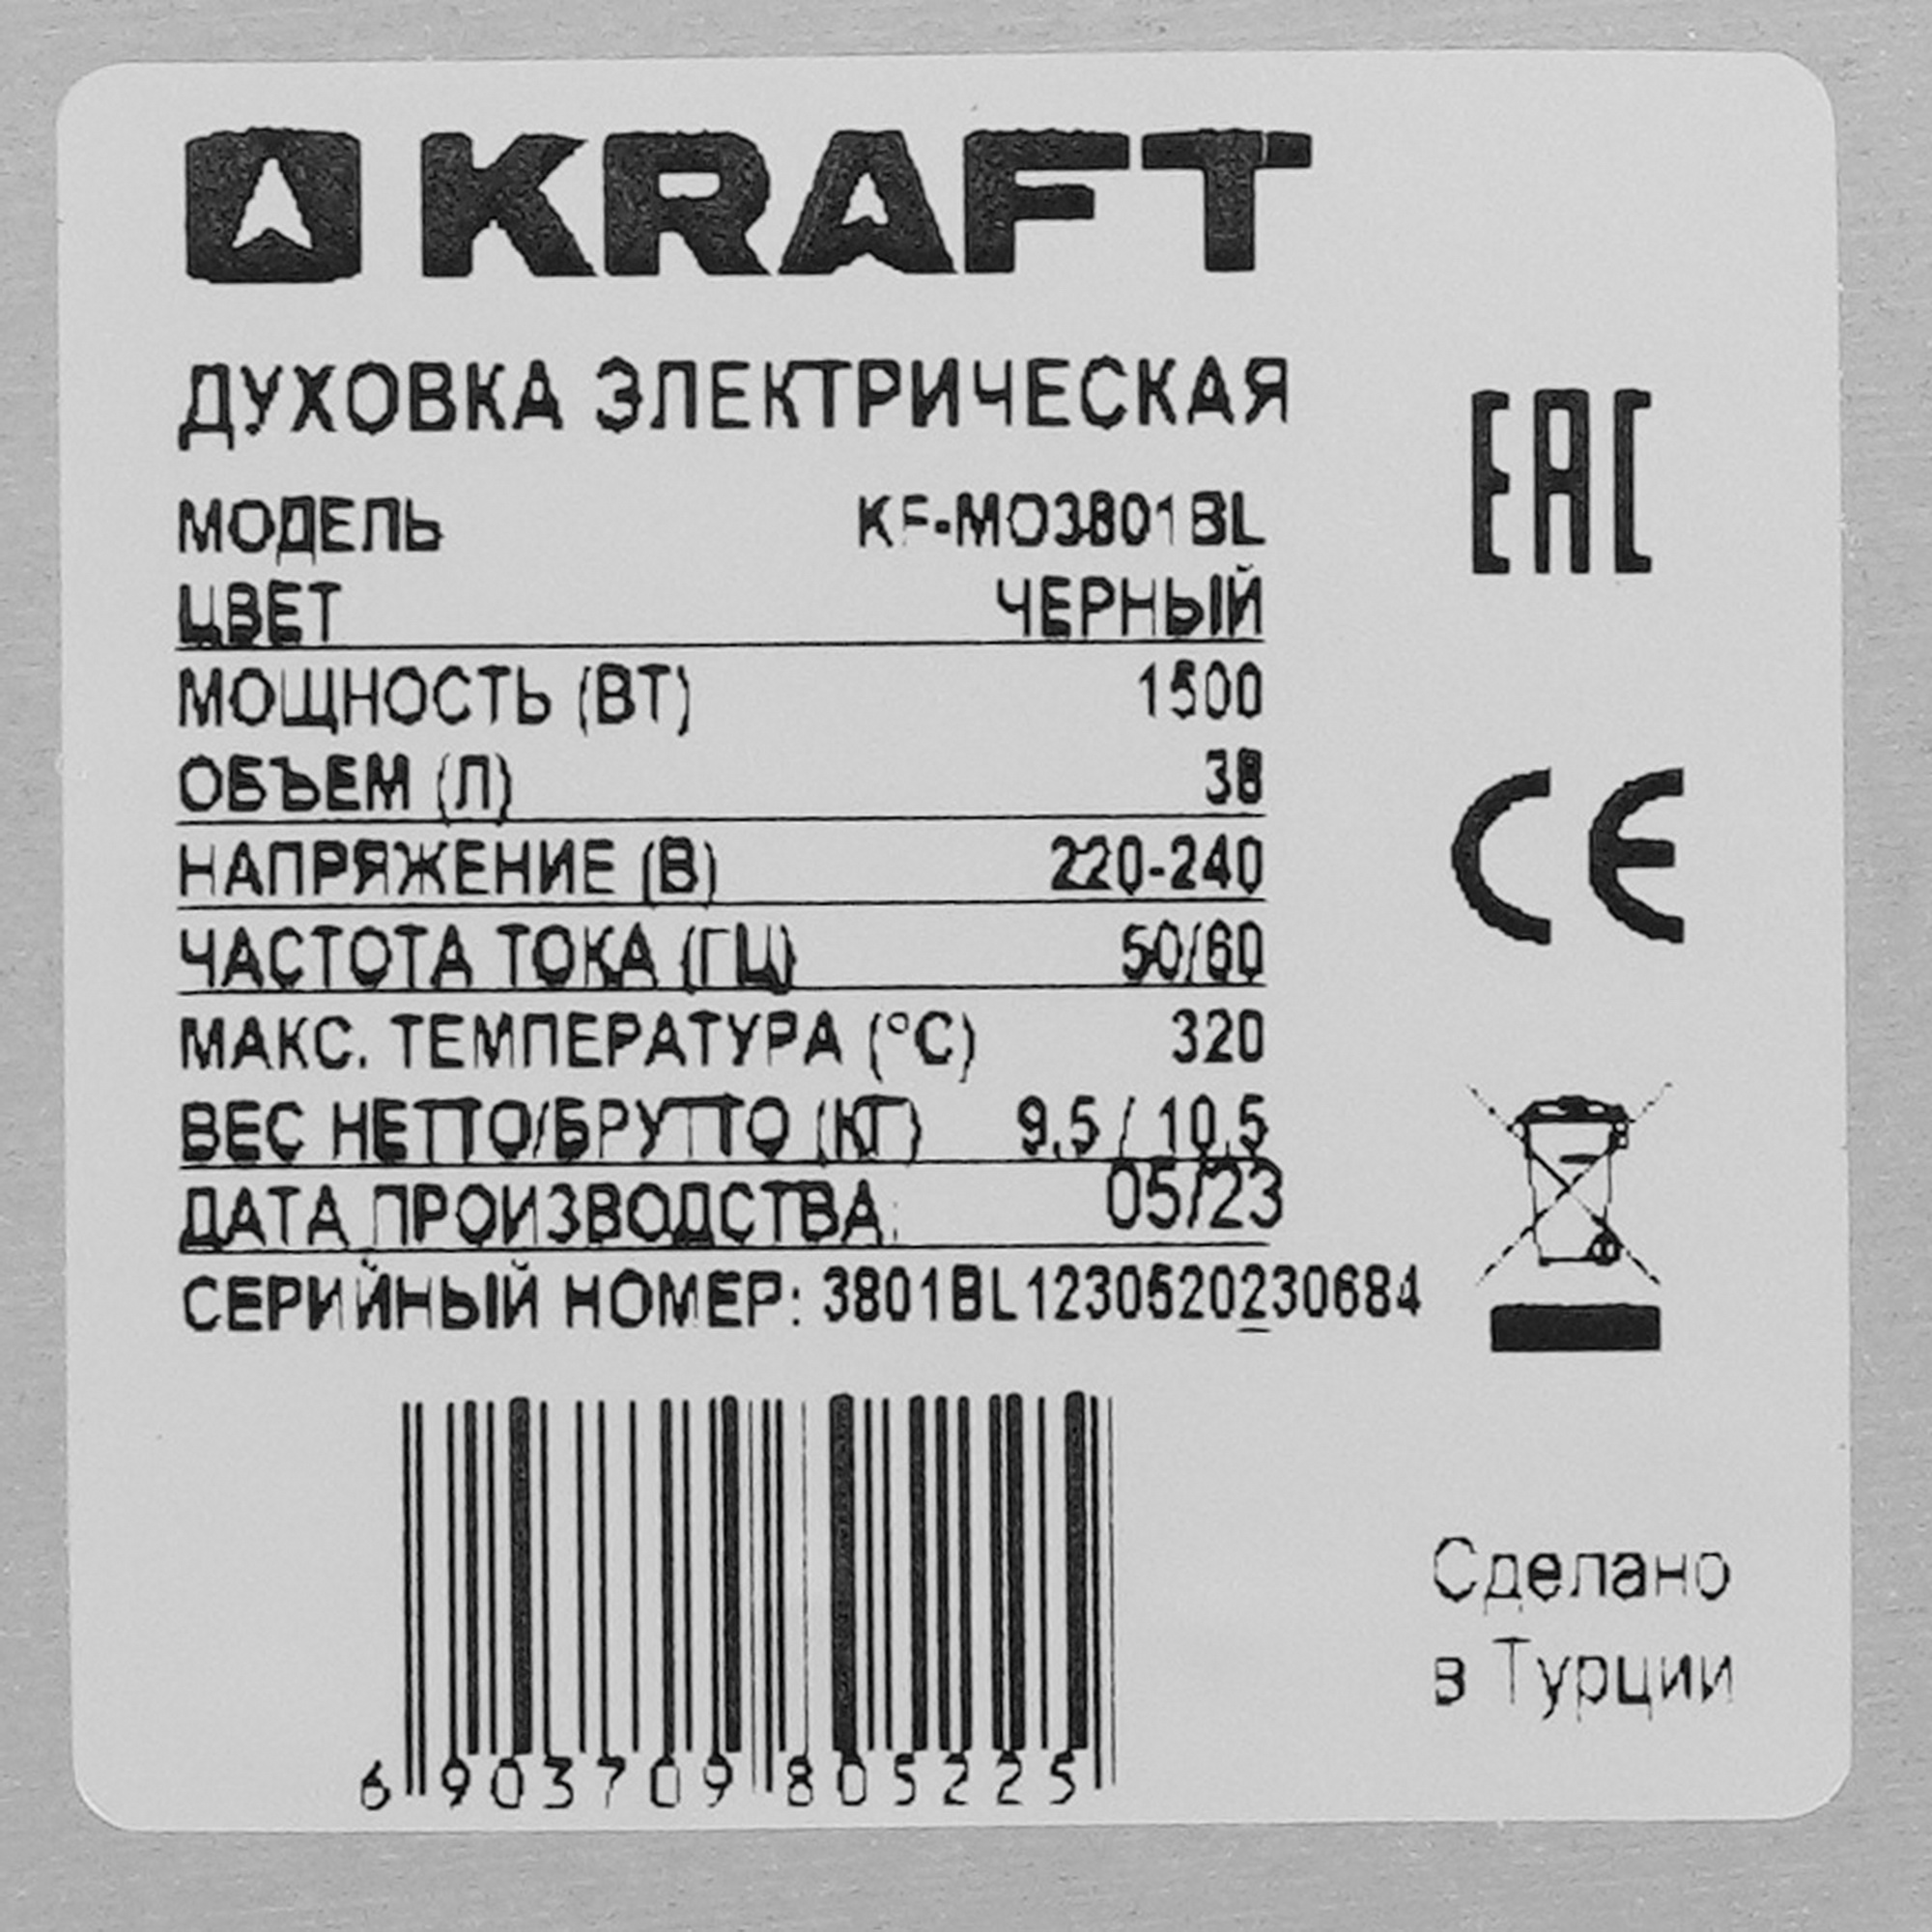 KRAFT
ДУХОВКА ЭЛЕКТРИЧЕСКАЯ
МОДЕЛЬ KF-MO3801BL
ЦВЕТ ЧЕРНЫЙ
МОЩНОСТЬ (ВТ) 1500
ОБЪЕМ (Л) 38
НАПРЯЖЕНИЕ (В) 220-240
ЧАСТОТА ТОКА (ГЦ) 50/60
МАКС. ТЕМПЕРАТУРА (°С) 320
ВЕС НЕТТО/БРУТТО (КГ) 9.5 / 10.5
ДАТА ПРОИЗВОДСТВА: 05/23
СЕРИЙНЫЙ НОМЕР: 3801BL1230520230684
EAC
CE
6 903709 805225
Сделано
в Турции